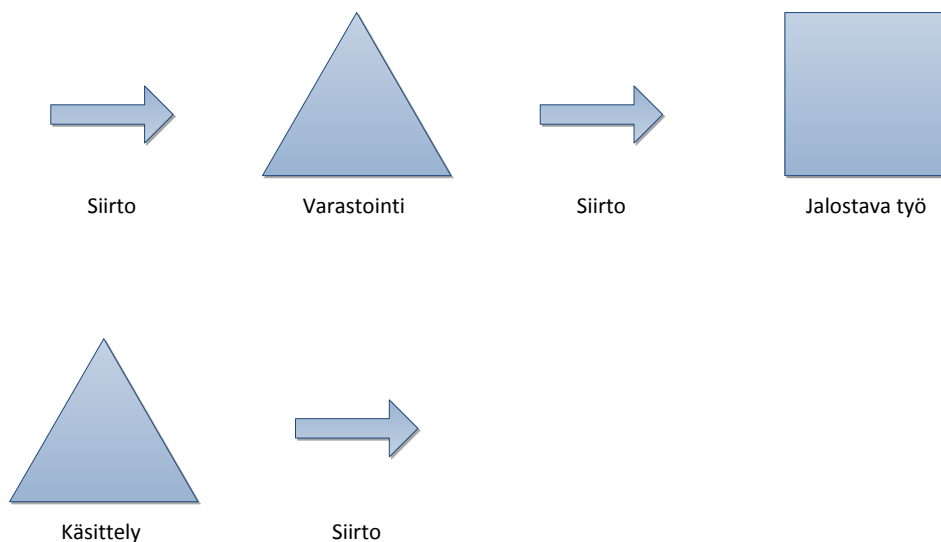 Siirto
Varastointi
Siirto
Jalostava työ
Käsittely
Siirto